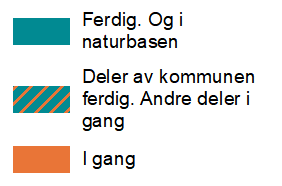 Ferdig. Og i
naturbasen
Deler av kommunen
ferdig. Andre deler i
gang
I gang